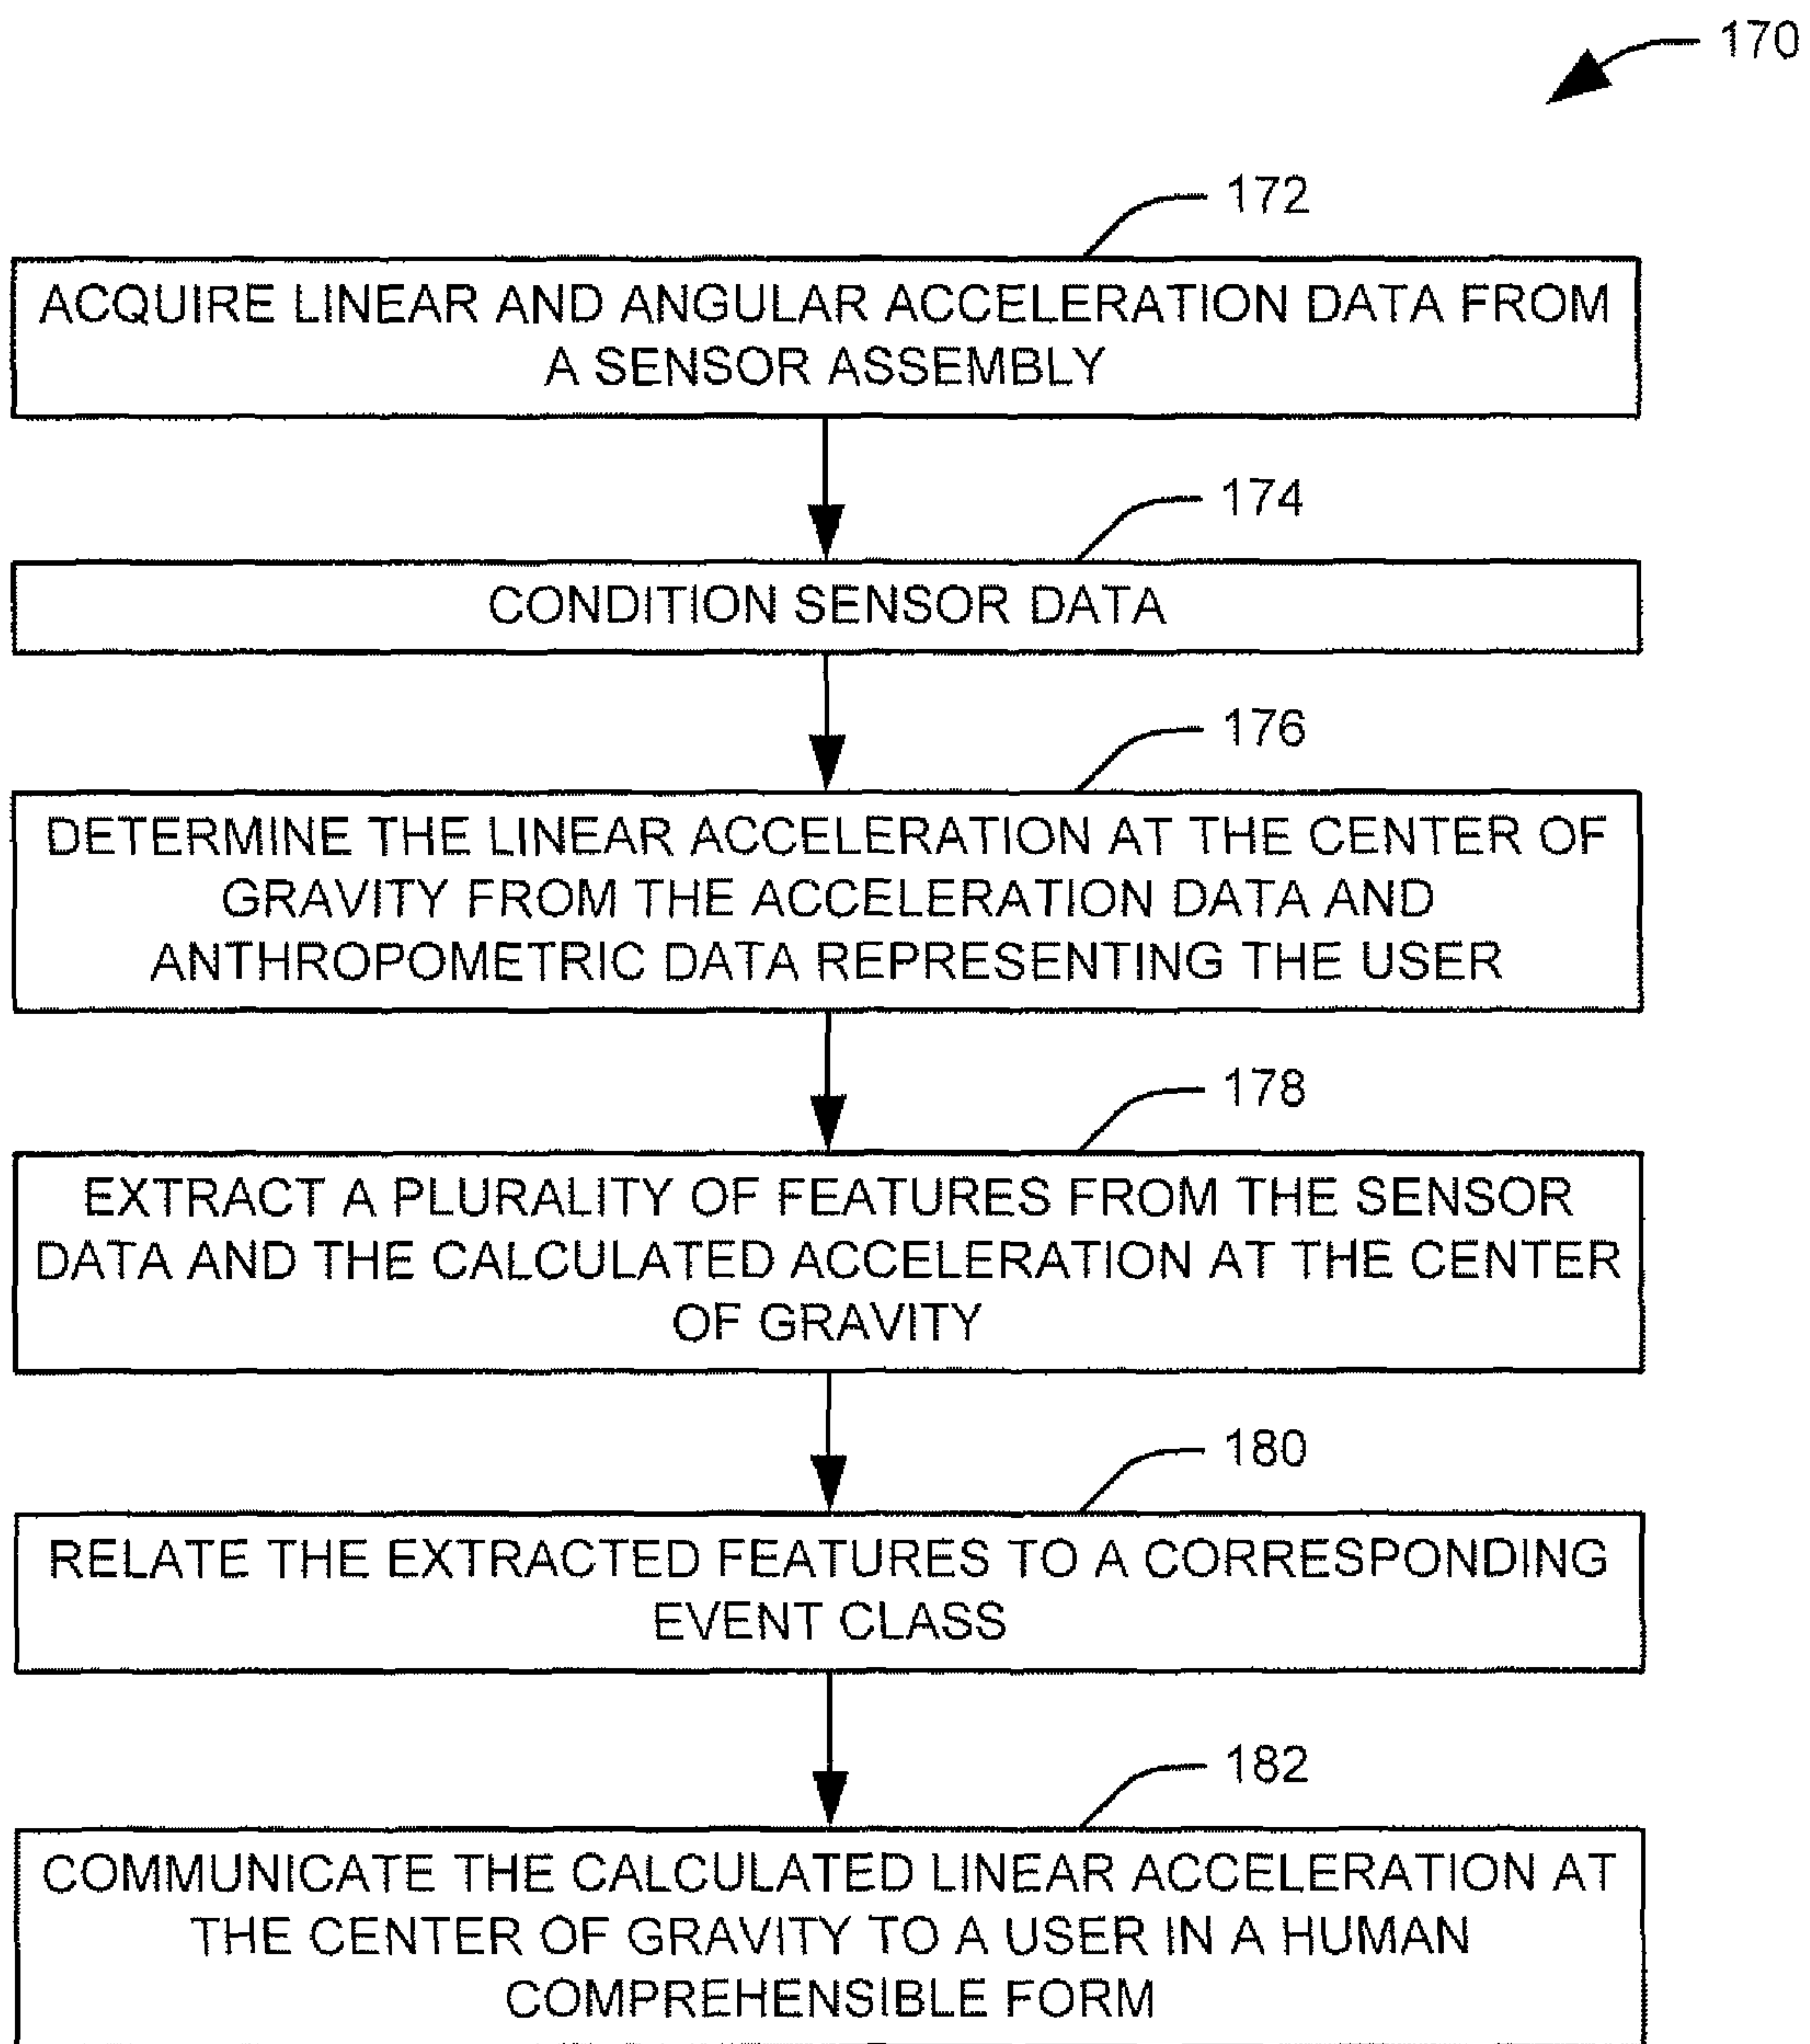 170
172
ACQUIRE LINEAR AND ANGULAR ACCELERATION DATA FROM
A SENSOR ASSEMBLY
174
CONDITION SENSOR DATA
176
DETERMINE THE LINEAR ACCELERATION AT THE CENTER OF
GRAVITY FROM THE ACCELERATION DATA AND
ANTHROPOMETRIC DATA REPRESENTING THE USER
178
EXTRACT A PLURALITY OF FEATURES FROM THE SENSOR
DATA AND THE CALCULATED ACCELERATION AT THE CENTER
OF GRAVITY
180
RELATE THE EXTRACTED FEATURES TO A CORRESPONDING
EVENT CLASS
182
COMMUNICATE THE CALCULATED LINEAR ACCELERATION AT
THE CENTER OF GRAVITY TO A USER IN A HUMAN
COMPREHENSIBLE FORM